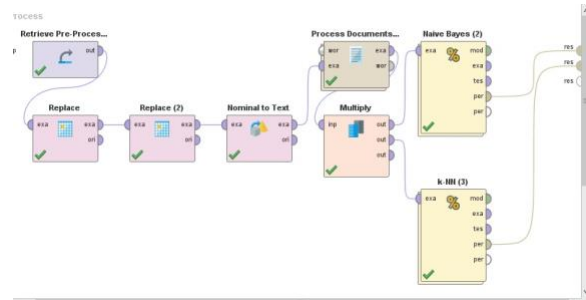 Process
Retrieve Pre-Proces...
Process Documents...
Naive Bayes (2)
p
out
wor
exa
exa
wor
exa
mod
exa
tes
per
per
res
res
res
Replace
Replace (2)
Nominal to Text
Multiply
exa
exa
ori
exa
exa
ori
exa
exa
ori
inp
out
out
out
k-NN (3)
exa
mod
exa
tes
per
per